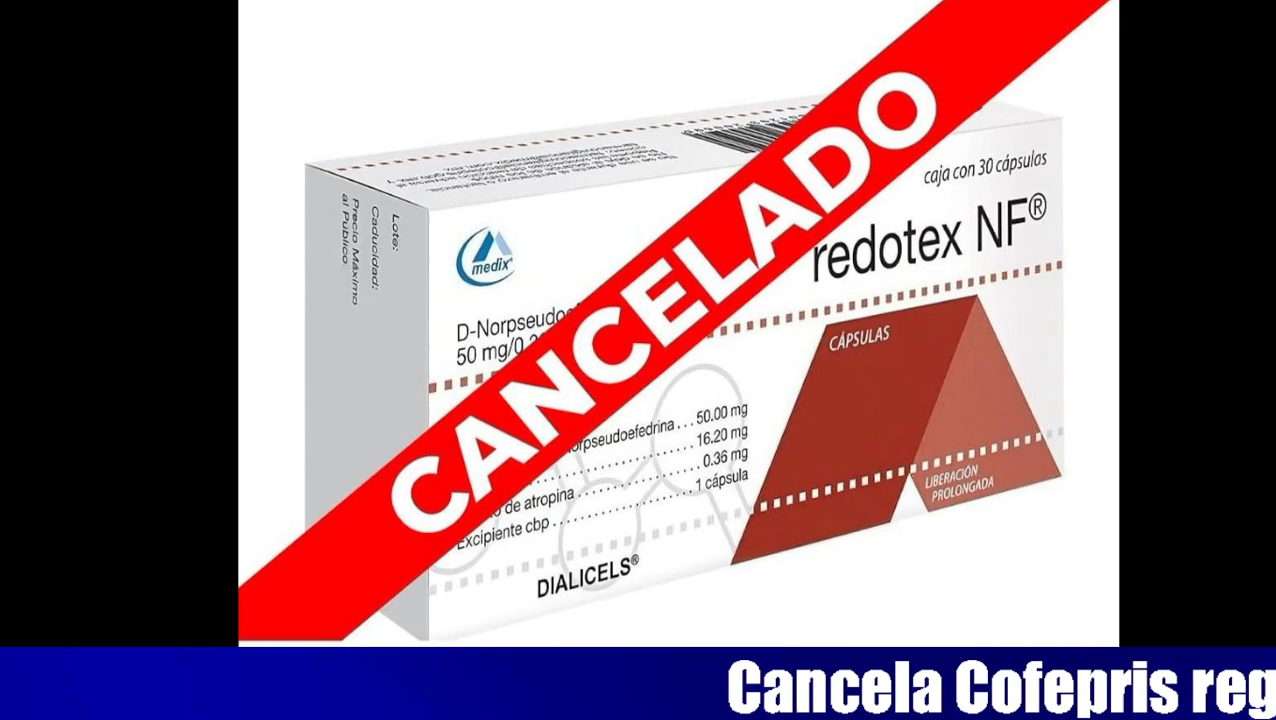 CANCELADO
caja con 30 cápsulas
redotex NF®
medix®
Lote:
Caducidad:
Precio Máximo
al Público
D-Norpseudo
50 mg/0.
CÁPSULAS
orpseudoefedrina . . . 50.00 mg
16.20 mg
0.36 mg
de atropina
1 cápsula
Excipiente cbp
LIBERACIÓN
PROLONGADA
DIALICELS®
Cancela Cofepris reg